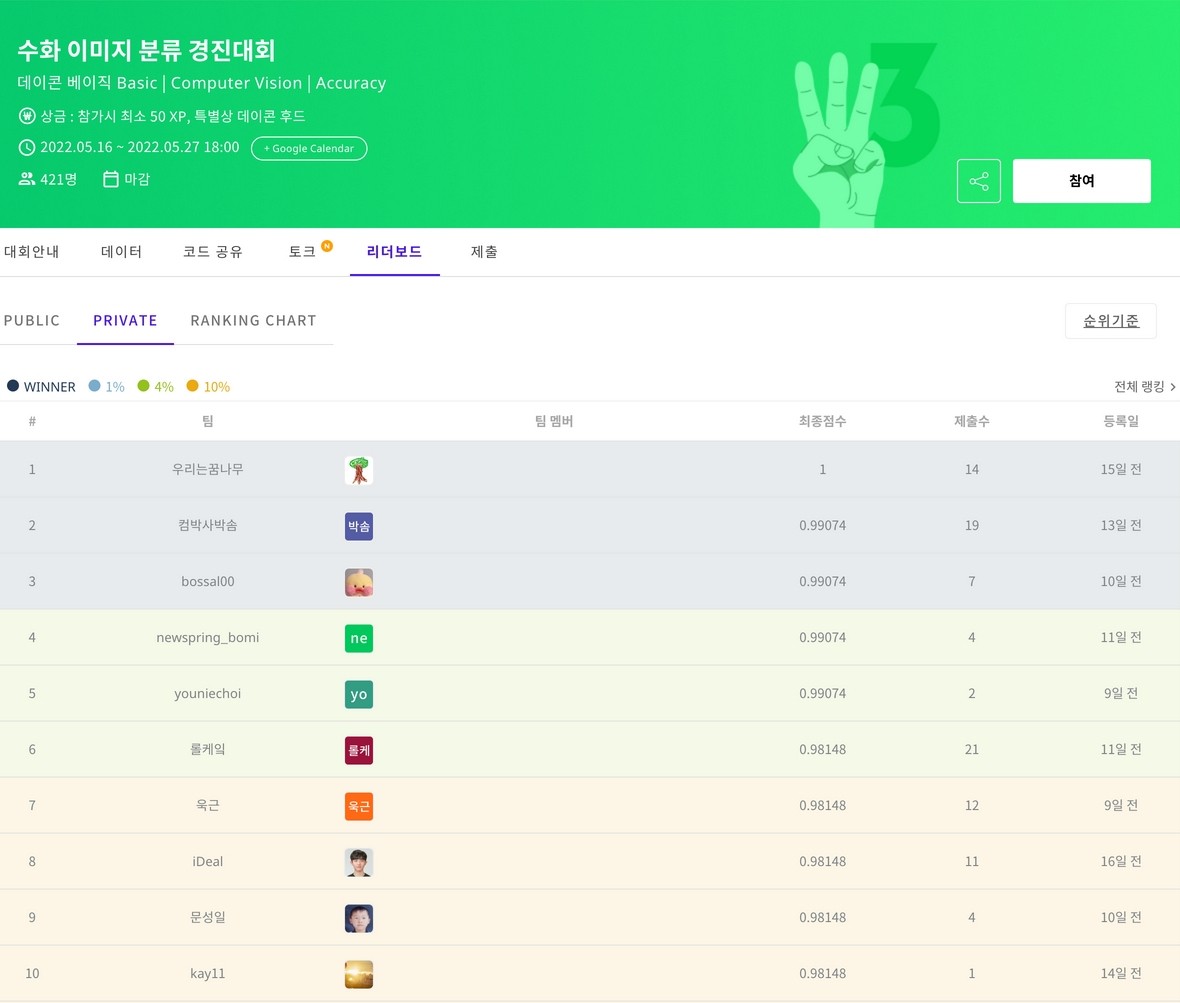 수화 이미지 분류 경진대회
데이콘 베이직 Basic | Computer Vision | Accuracy
₩ 상금 : 참가시 최소 50 XP, 특별상 데이콘 후드
2022.05.16 ~ 2022.05.27 18:00 + Google Calendar
421명 마감
3
참여
대회안내 데이터 코드 공유 토크 N 리더보드 제출
PUBLIC PRIVATE RANKING CHART 순위기준
WINNER 1% 4% 10% 전체 랭킹 >
# 팀 팀 멤버 최종점수 제출수 등록일
1 우리는꿈나무 1 14 15일 전
2 컴박사박솜 박솜 0.99074 19 13일 전
3 bossal00 0.99074 7 10일 전
4 newspring_bomi ne 0.99074 4 11일 전
5 youniechoi yo 0.99074 2 9일 전
6 롤케잌 롤케 0.98148 21 11일 전
7 욱근 욱근 0.98148 12 9일 전
8 iDeal 0.98148 11 16일 전
9 문성일 0.98148 4 10일 전
10 kay11 0.98148 1 14일 전